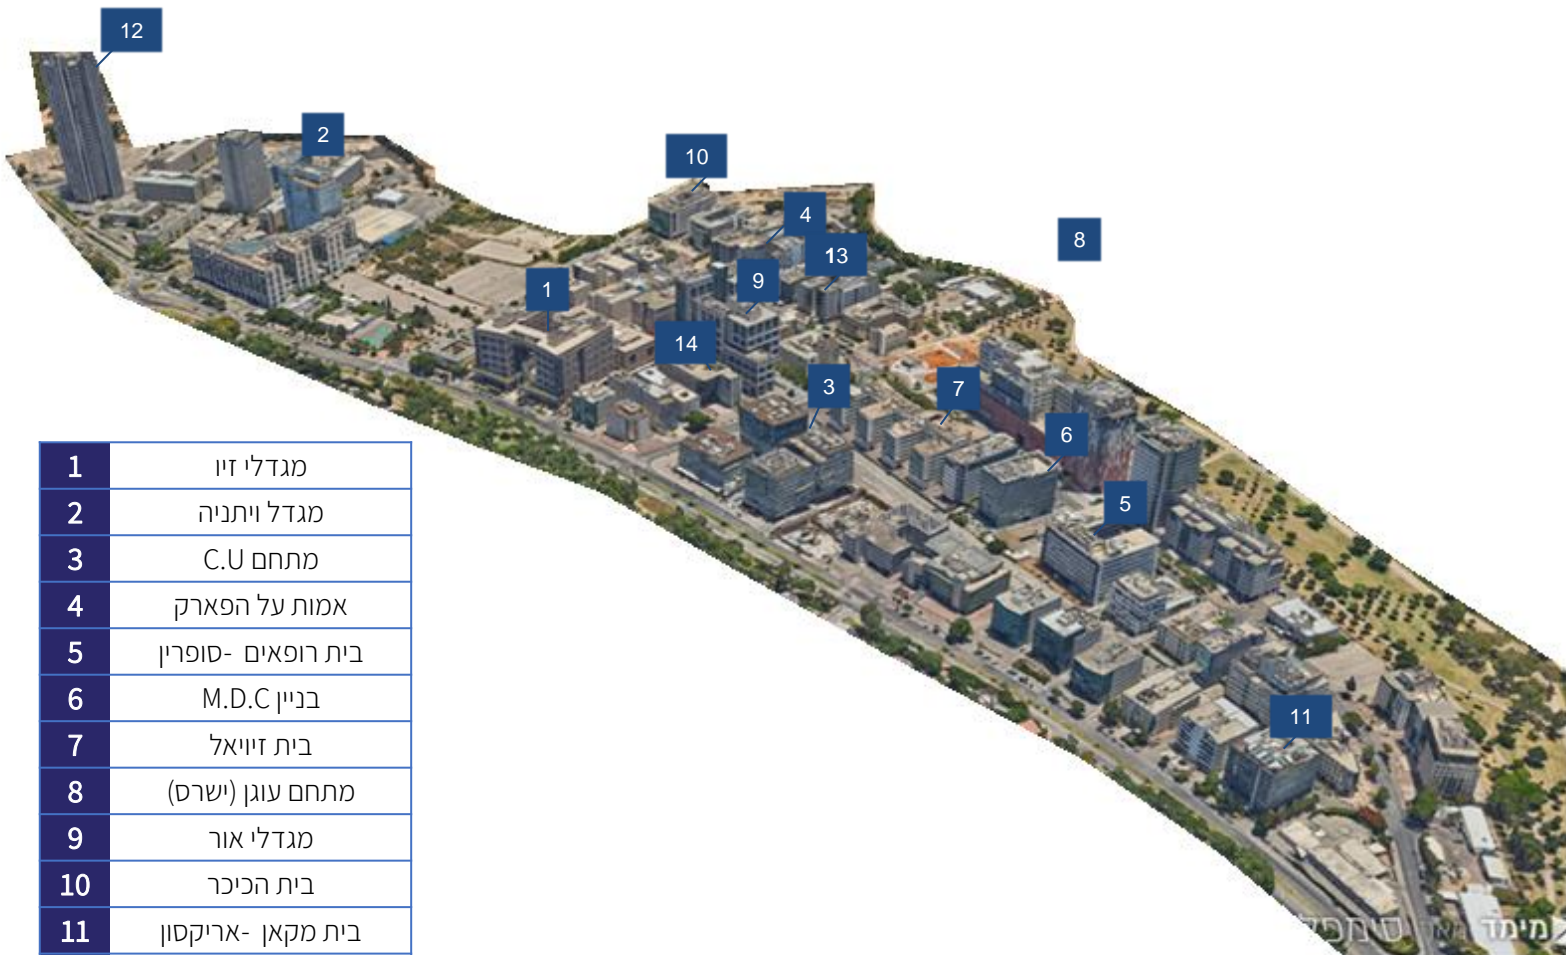 12
2
10
4
8
13
9
1
14
3
7
6
5
11
1 מגדלי זיו
2 מגדל ויתניה
3 מתחם C.U
4 אמות על הפארק
5 בית רופאים -סופרין
6 בניין M.D.C
7 בית זיויאל
8 מתחם עוגן (ישרס)
9 מגדלי אור
10 בית הכיכר
11 בית מקאן -אריקסון
מימד